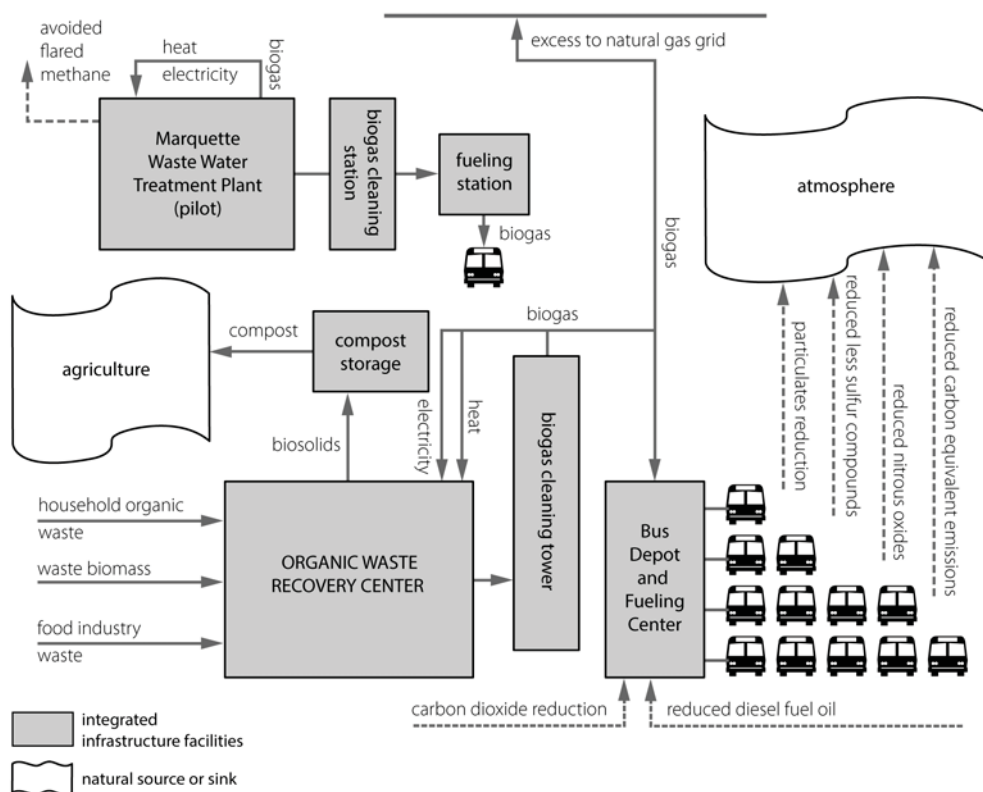 avoided
flared
methane
heat
electricity
biogas
excess to natural gas grid
Marquette
Waste Water
Treatment Plant
(pilot)
biogas cleaning
station
fueling
station
biogas
biogas
atmosphere
agriculture
compost
compost
storage
biogas
biosolids
electricity
heat
biogas cleaning tower
particulates reduction
reduced less sulfur compounds
reduced nitrous oxides
reduced carbon equivalent emissions
household organic
waste
waste biomass
food industry
waste
ORGANIC WASTE
RECOVERY CENTER
Bus
Depot
and
Fueling
Center
carbon dioxide reduction
reduced diesel fuel oil
integrated
infrastructure facilities
natural source or sink